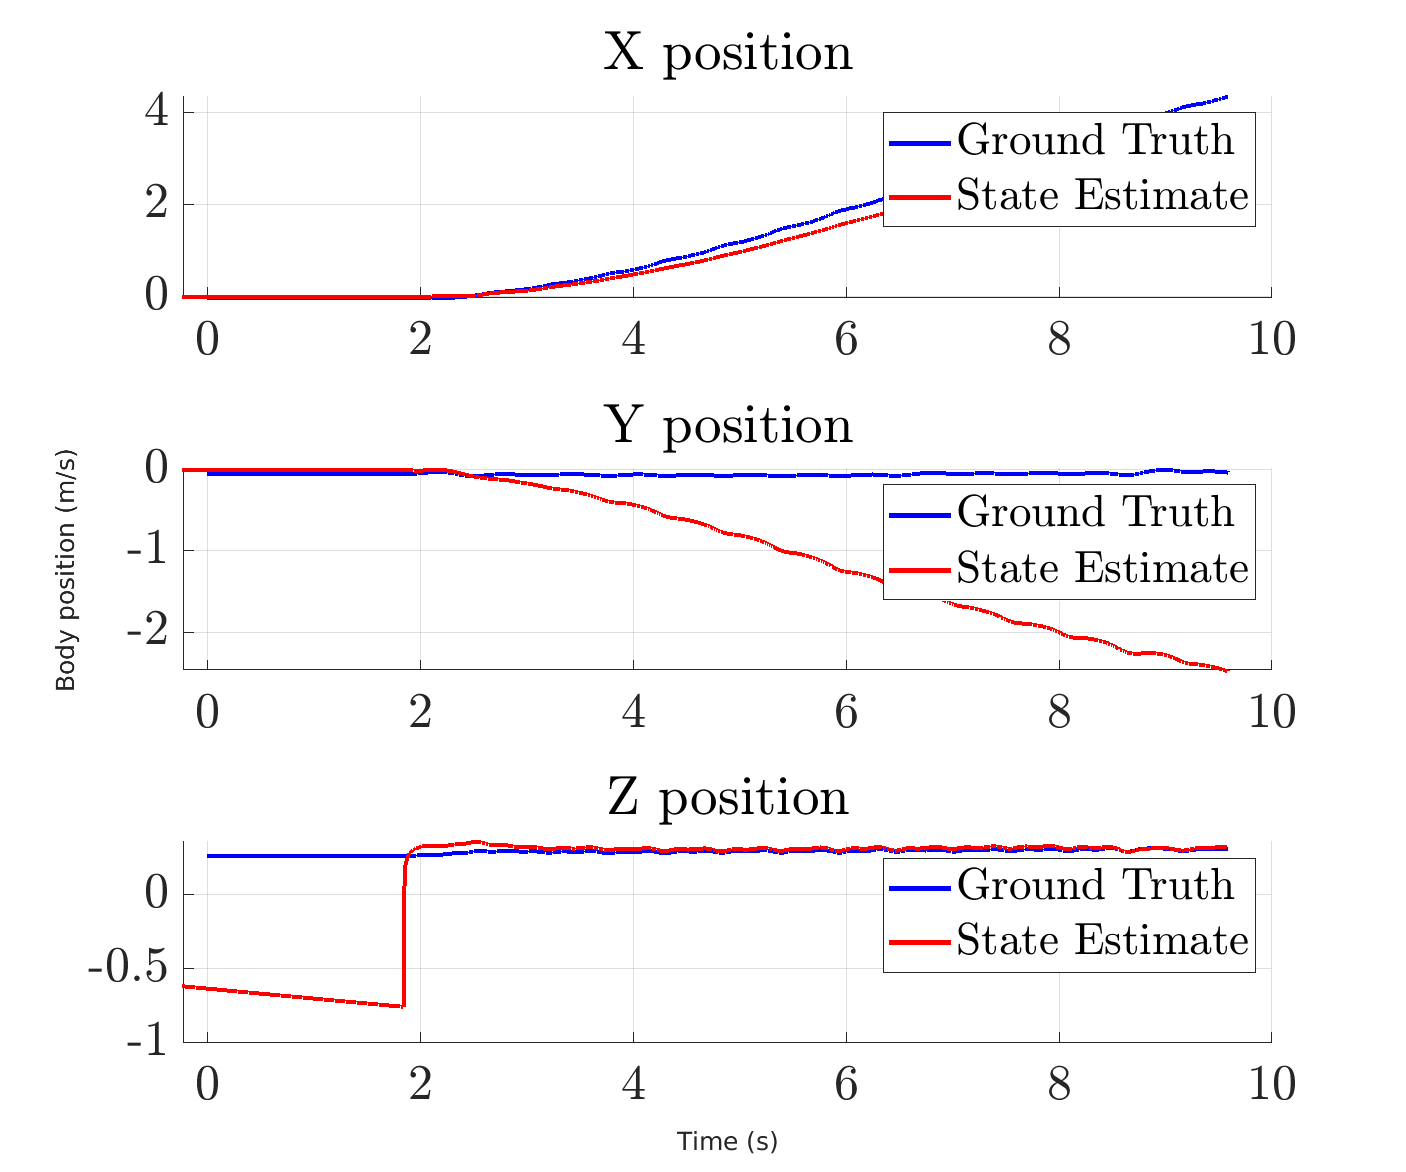 X position
4
2
0
Ground Truth
State Estimate
0 2 4 6 8 10
Y position
Body position (m/s)
0
-1
-2
Ground Truth
State Estimate
0 2 4 6 8 10
Z position
0
-0.5
-1
Ground Truth
State Estimate
0 2 4 6 8 10
Time (s)